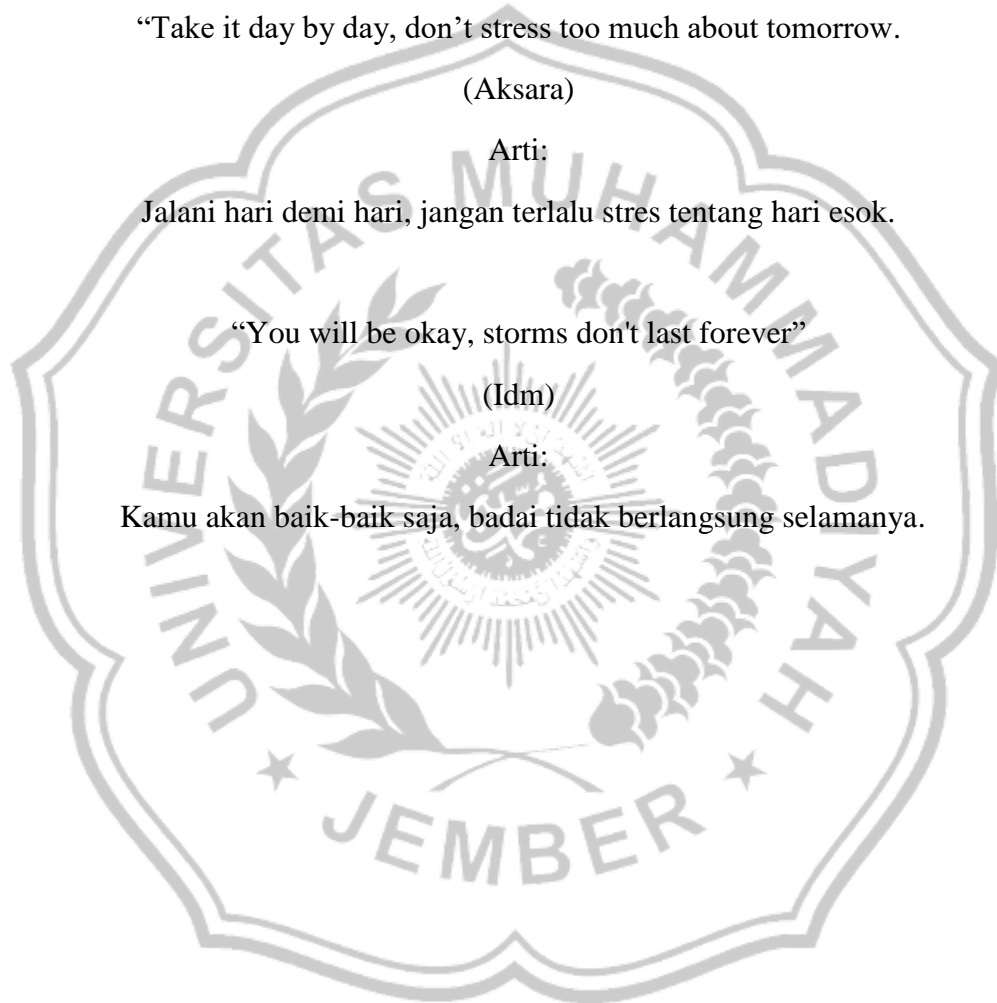 “Take it day by day, don’t stress too much about tomorrow.
(Aksara)
Arti:
Jalani hari demi hari, jangan terlalu stres tentang hari esok.
“You will be okay, storms don't last forever”
(Idm)
Arti:
Kamu akan baik-baik saja, badai tidak berlangsung selamanya.
UNIVERSITAS MUHAMMADIYAH
JEMBER